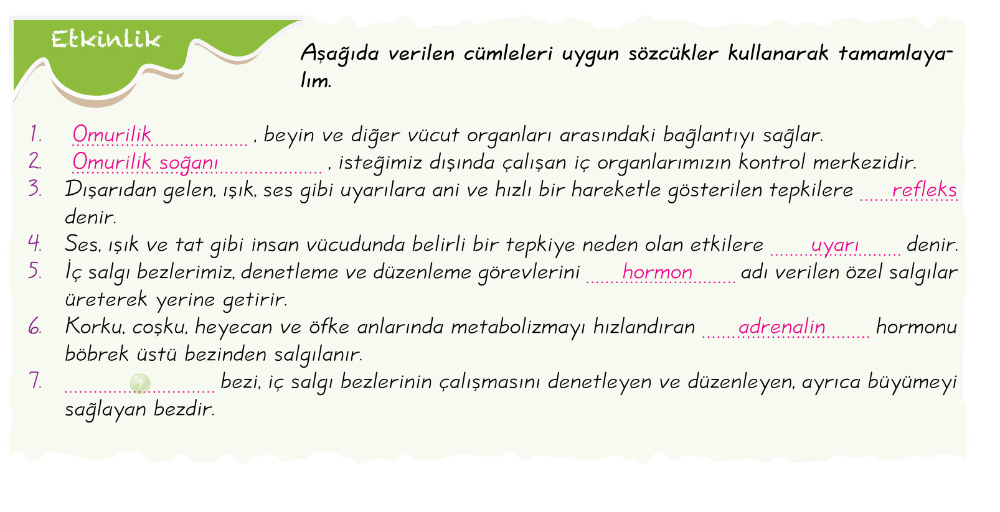 Etkinlik
Aşağıda verilen cümleleri uygun sözcükler kullanarak tamamlaya-
lım.
1. Omurilik , beyin ve diğer vücut organları arasındaki bağlantıyı sağlar.
2. Omurilik soğanı , isteğimiz dışında çalışan iç organlarımızın kontrol merkezidir.
3. Dışarıdan gelen, ışık, ses gibi uyarılara ani ve hızlı bir hareketle gösterilen tepkilere refleks
denir.
4. Ses, ışık ve tat gibi insan vücudunda belirli bir tepkiye neden olan etkilere uyarı denir.
5. İç salgı bezlerimiz, denetleme ve düzenleme görevlerini hormon adı verilen özel salgılar
üreterek yerine getirir.
6. Korku, coşku, heyecan ve öfke anlarında metabolizmayı hızlandıran adrenalin hormonu
böbrek üstü bezinden salgılanır.
7. ? bezi, iç salgı bezlerinin çalışmasını denetleyen ve düzenleyen, ayrıca büyümeyi
sağlayan bezdir.